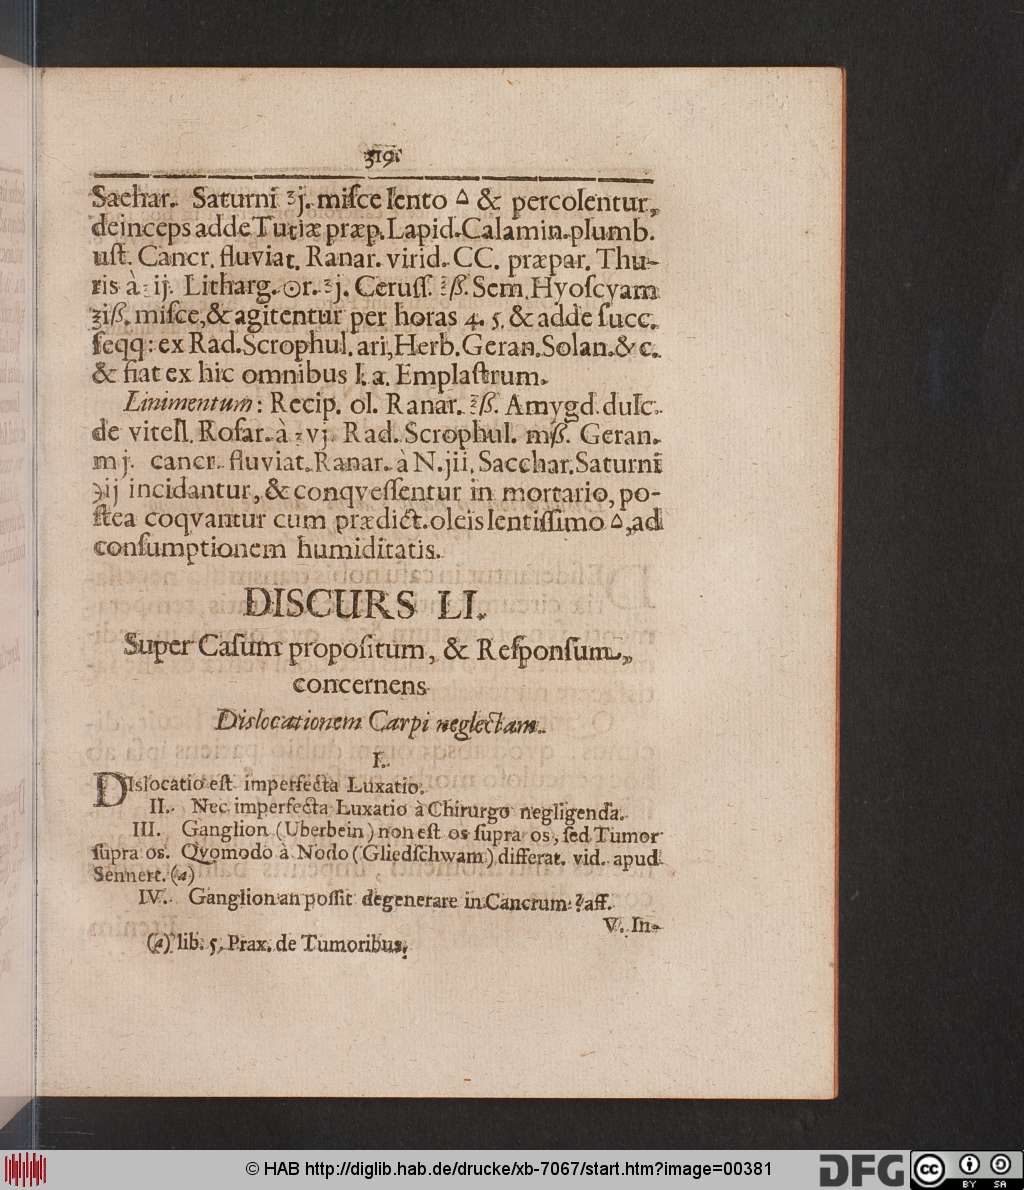 319.
Sachar. Saturni ʒj. miſce lento 🜂 & percolentur,
deinceps adde Tutiæ præp. Lapid. Calamin. plumb.
uſt. Cancr. fluviat. Ranar. virid. CC. præpar. Thu-
ris à ʒij. Litharg. ☉r. ℥j. Ceruſſ. ℥ß. Sem. Hyoſcyam
ʒiß. miſce, & agitentur per horas 4. 5. & adde ſucc.
ſeqq: ex Rad. Scrophul. ari, Herb. Geran. Solan. &c.
& fiat ex hic omnibus l. a. Emplaſtrum.
Linimentum: Recip. ol. Ranar. ℥ß. Amygd. dulc.
de vitell. Roſar. à ʒvj. Rad. Scrophul. mß. Geran.
mj. cancr. fluviat. Ranar. à N. jii, Sacchar. Saturni
ʒij incidantur, & conqveſſentur in mortario, po-
ſtea coqvantur cum prædict. oleis lentiſſimo 🜂, ad
conſumptionem humiditatis.
DISCURS LI.
Super Caſum propoſitum, & Reſponſum,
concernens
Dislocationem Carpi neglectam.
I.
DIslocatio eſt imperfecta Luxatio.
II. Nec imperfecta Luxatio à Chirurgo negligenda.
III. Ganglion (Uberbein) non eſt os ſupra os, ſed Tumor
ſupra os. Qvomodo à Nodo (Gliedſchwam) differat. vid. apud
Sennert. (a)
IV. Ganglion an poſſit degenerare in Cancrum? aff.
V. In-
(a) lib. 5. Prax. de Tumoribus.
© HAB http://diglib.hab.de/drucke/xb-7067/start.htm?image=00381
DFG
cc BY SA